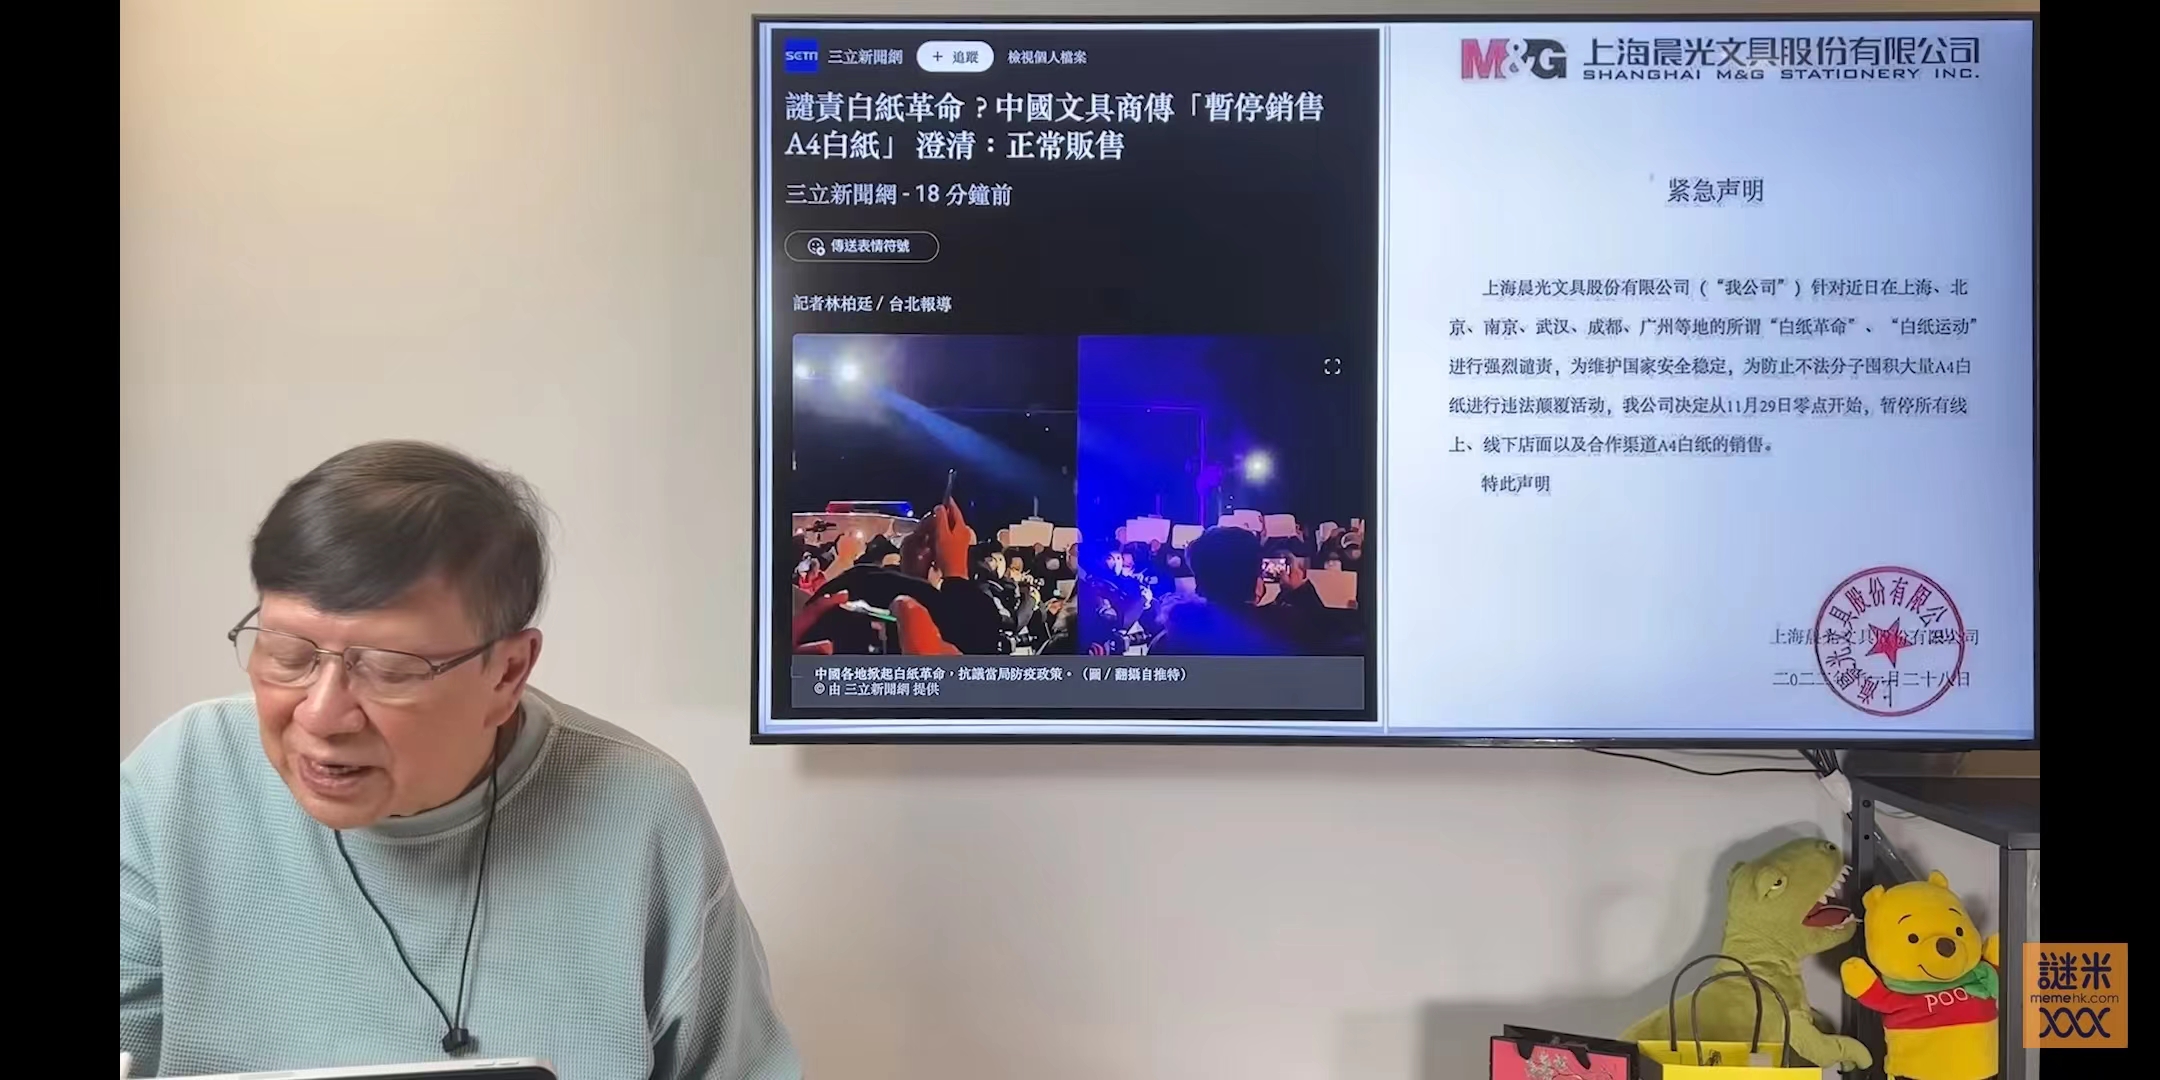 SETN 三立新聞網 + 追蹤 檢視個人檔案
譴責白紙革命？中國文具商傳「暫停銷售
A4白紙」 澄清：正常販售
三立新聞網 - 18 分鐘前
傳送表情符號
記者林柏廷 / 台北報導
中國各地掀起白紙革命，抗議當局防疫政策。（圖 / 翻攝自推特）
© 由 三立新聞網 提供
M&G 上海晨光文具股份有限公司
SHANGHAI M&G STATIONERY INC.
紧急声明
上海晨光文具股份有限公司（“我公司”）针对近日在上海、北
京、南京、武汉、成都、广州等地的所谓“白纸革命”、“白纸运动”
进行强烈谴责，为维护国家安全稳定，为防止不法分子囤积大量A4白
纸进行违法颠覆活动，我公司决定从11月29日零点开始，暂停所有线
上、线下店面以及合作渠道A4白纸的销售。
特此声明
上海晨光文具股份有限公司
二0二二年十一月二十八日
POO
謎米
memehk.com